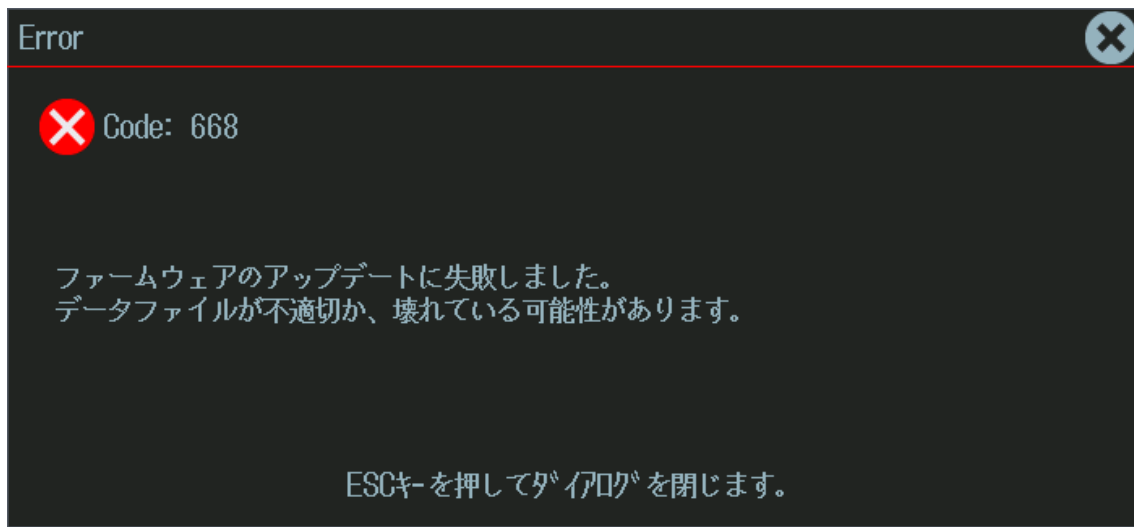 Error
Code: 668
ファームウェアのアップデートに失敗しました。
データファイルが不適切か、壊れている可能性があります。
ESCｷｰを押してﾀﾞｲｱﾛｸﾞを閉じます。